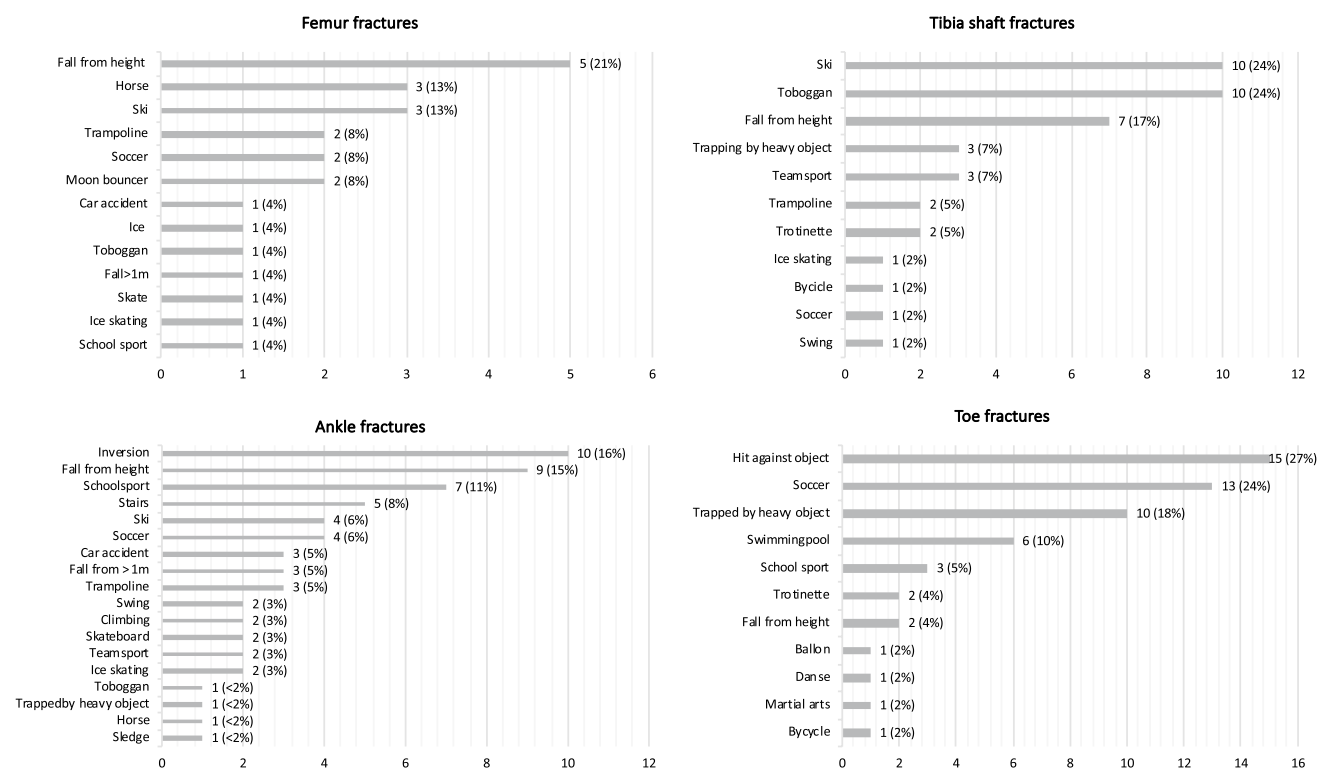 Femur fractures
Fall from height 5 (21%)
Horse 3 (13%)
Ski 3 (13%)
Trampoline 2 (8%)
Soccer 2 (8%)
Moon bouncer 2 (8%)
Car accident 1 (4%)
Ice 1 (4%)
Toboggan 1 (4%)
Fall>1m 1 (4%)
Skate 1 (4%)
Ice skating 1 (4%)
School sport 1 (4%)
0 1 2 3 4 5 6
Tibia shaft fractures
Ski 10 (24%)
Toboggan 10 (24%)
Fall from height 7 (17%)
Trapping by heavy object 3 (7%)
Teamsport 3 (7%)
Trampoline 2 (5%)
Trotinette 2 (5%)
Ice skating 1 (2%)
Bycicle 1 (2%)
Soccer 1 (2%)
Swing 1 (2%)
0 2 4 6 8 10 12
Ankle fractures
Inversion 10 (16%)
Fall from height 9 (15%)
Schoolsport 7 (11%)
Stairs 5 (8%)
Ski 4 (6%)
Soccer 4 (6%)
Car accident 3 (5%)
Fall from >1m 3 (5%)
Trampoline 3 (5%)
Swing 2 (3%)
Climbing 2 (3%)
Skateboard 2 (3%)
Teamsport 2 (3%)
Ice skating 2 (3%)
Toboggan 1 (<2%)
Trappedby heavy object 1 (<2%)
Horse 1 (<2%)
Sledge 1 (<2%)
0 2 4 6 8 10 12
Toe fractures
Hit against object 15 (27%)
Soccer 13 (24%)
Trapped by heavy object 10 (18%)
Swimmingpool 6 (10%)
School sport 3 (5%)
Trotinette 2 (4%)
Fall from height 2 (4%)
Ballon 1 (2%)
Danse 1 (2%)
Martial arts 1 (2%)
Bycycle 1 (2%)
0 2 4 6 8 10 12 14 16